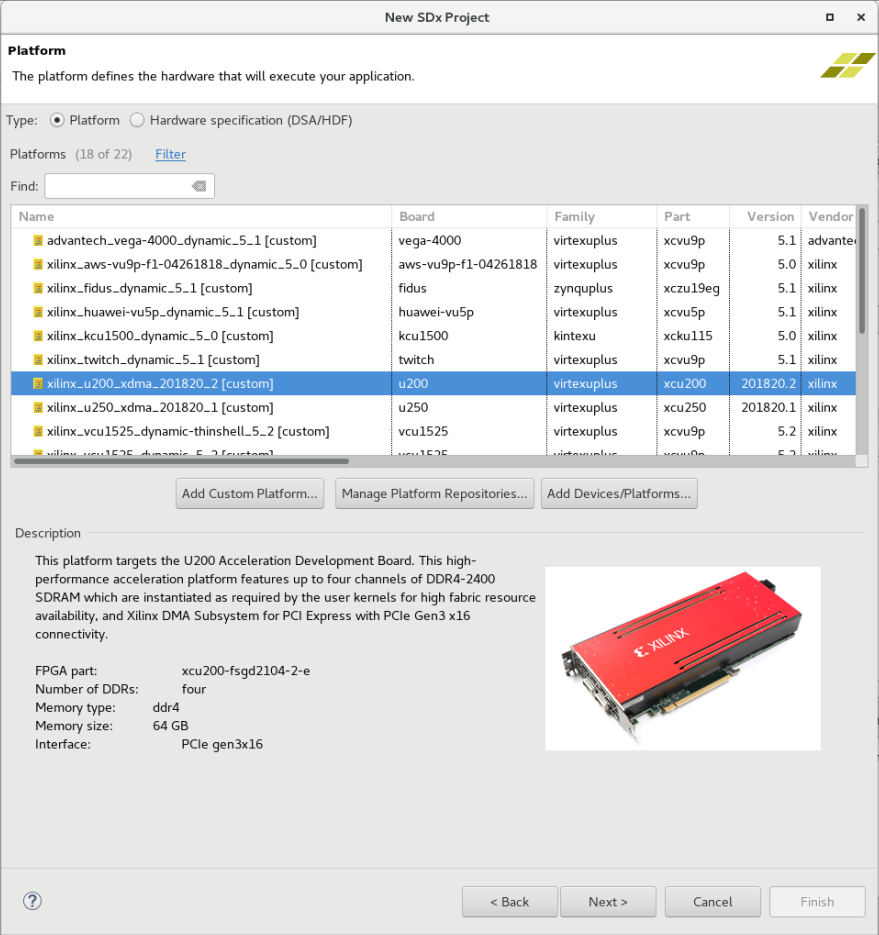 New SDx Project
Platform
The platform defines the hardware that will execute your application.
Type: Platform Hardware specification (DSA/HDF)
Platforms (18 of 22) Filter
Find:
Name Board Family Part Version Vendor
advantech_vega-4000_dynamic_5_1 [custom] vega-4000 virtexuplus xcvu9p 5.1 advante
xilinx_aws-vu9p-f1-04261818_dynamic_5_0 [custom] aws-vu9p-f1-04261818 virtexuplus xcvu9p 5.0 xilinx
xilinx_fidus_dynamic_5_1 [custom] fidus zynquplus xczu19eg 5.1 xilinx
xilinx_huawei-vu5p_dynamic_5_1 [custom] huawei-vu5p virtexuplus xcvu5p 5.1 xilinx
xilinx_kcu1500_dynamic_5_0 [custom] kcu1500 kintexu xcku115 5.0 xilinx
xilinx_twitch_dynamic_5_1 [custom] twitch virtexuplus xcvu9p 5.1 xilinx
xilinx_u200_xdma_201820_2 [custom] u200 virtexuplus xcu200 201820.2 xilinx
xilinx_u250_xdma_201820_1 [custom] u250 virtexuplus xcu250 201820.1 xilinx
xilinx_vcu1525_dynamic-thinshell_5_2 [custom] vcu1525 virtexuplus xcvu9p 5.2 xilinx
xilinx_vcu1525_dynamic_5_2 [custom] vcu1525 virtexuplus xcvu9p 5.2 xilinx
Add Custom Platform... Manage Platform Repositories... Add Devices/Platforms...
Description
This platform targets the U200 Acceleration Development Board. This high-
performance acceleration platform features up to four channels of DDR4-2400
SDRAM which are instantiated as required by the user kernels for high fabric resource
availability, and Xilinx DMA Subsystem for PCI Express with PCIe Gen3 x16
connectivity.
FPGA part: xcu200-fsgd2104-2-e
Number of DDRs: four
Memory type: ddr4
Memory size: 64 GB
Interface: PCIe gen3x16
XILINX
? < Back Next > Cancel Finish